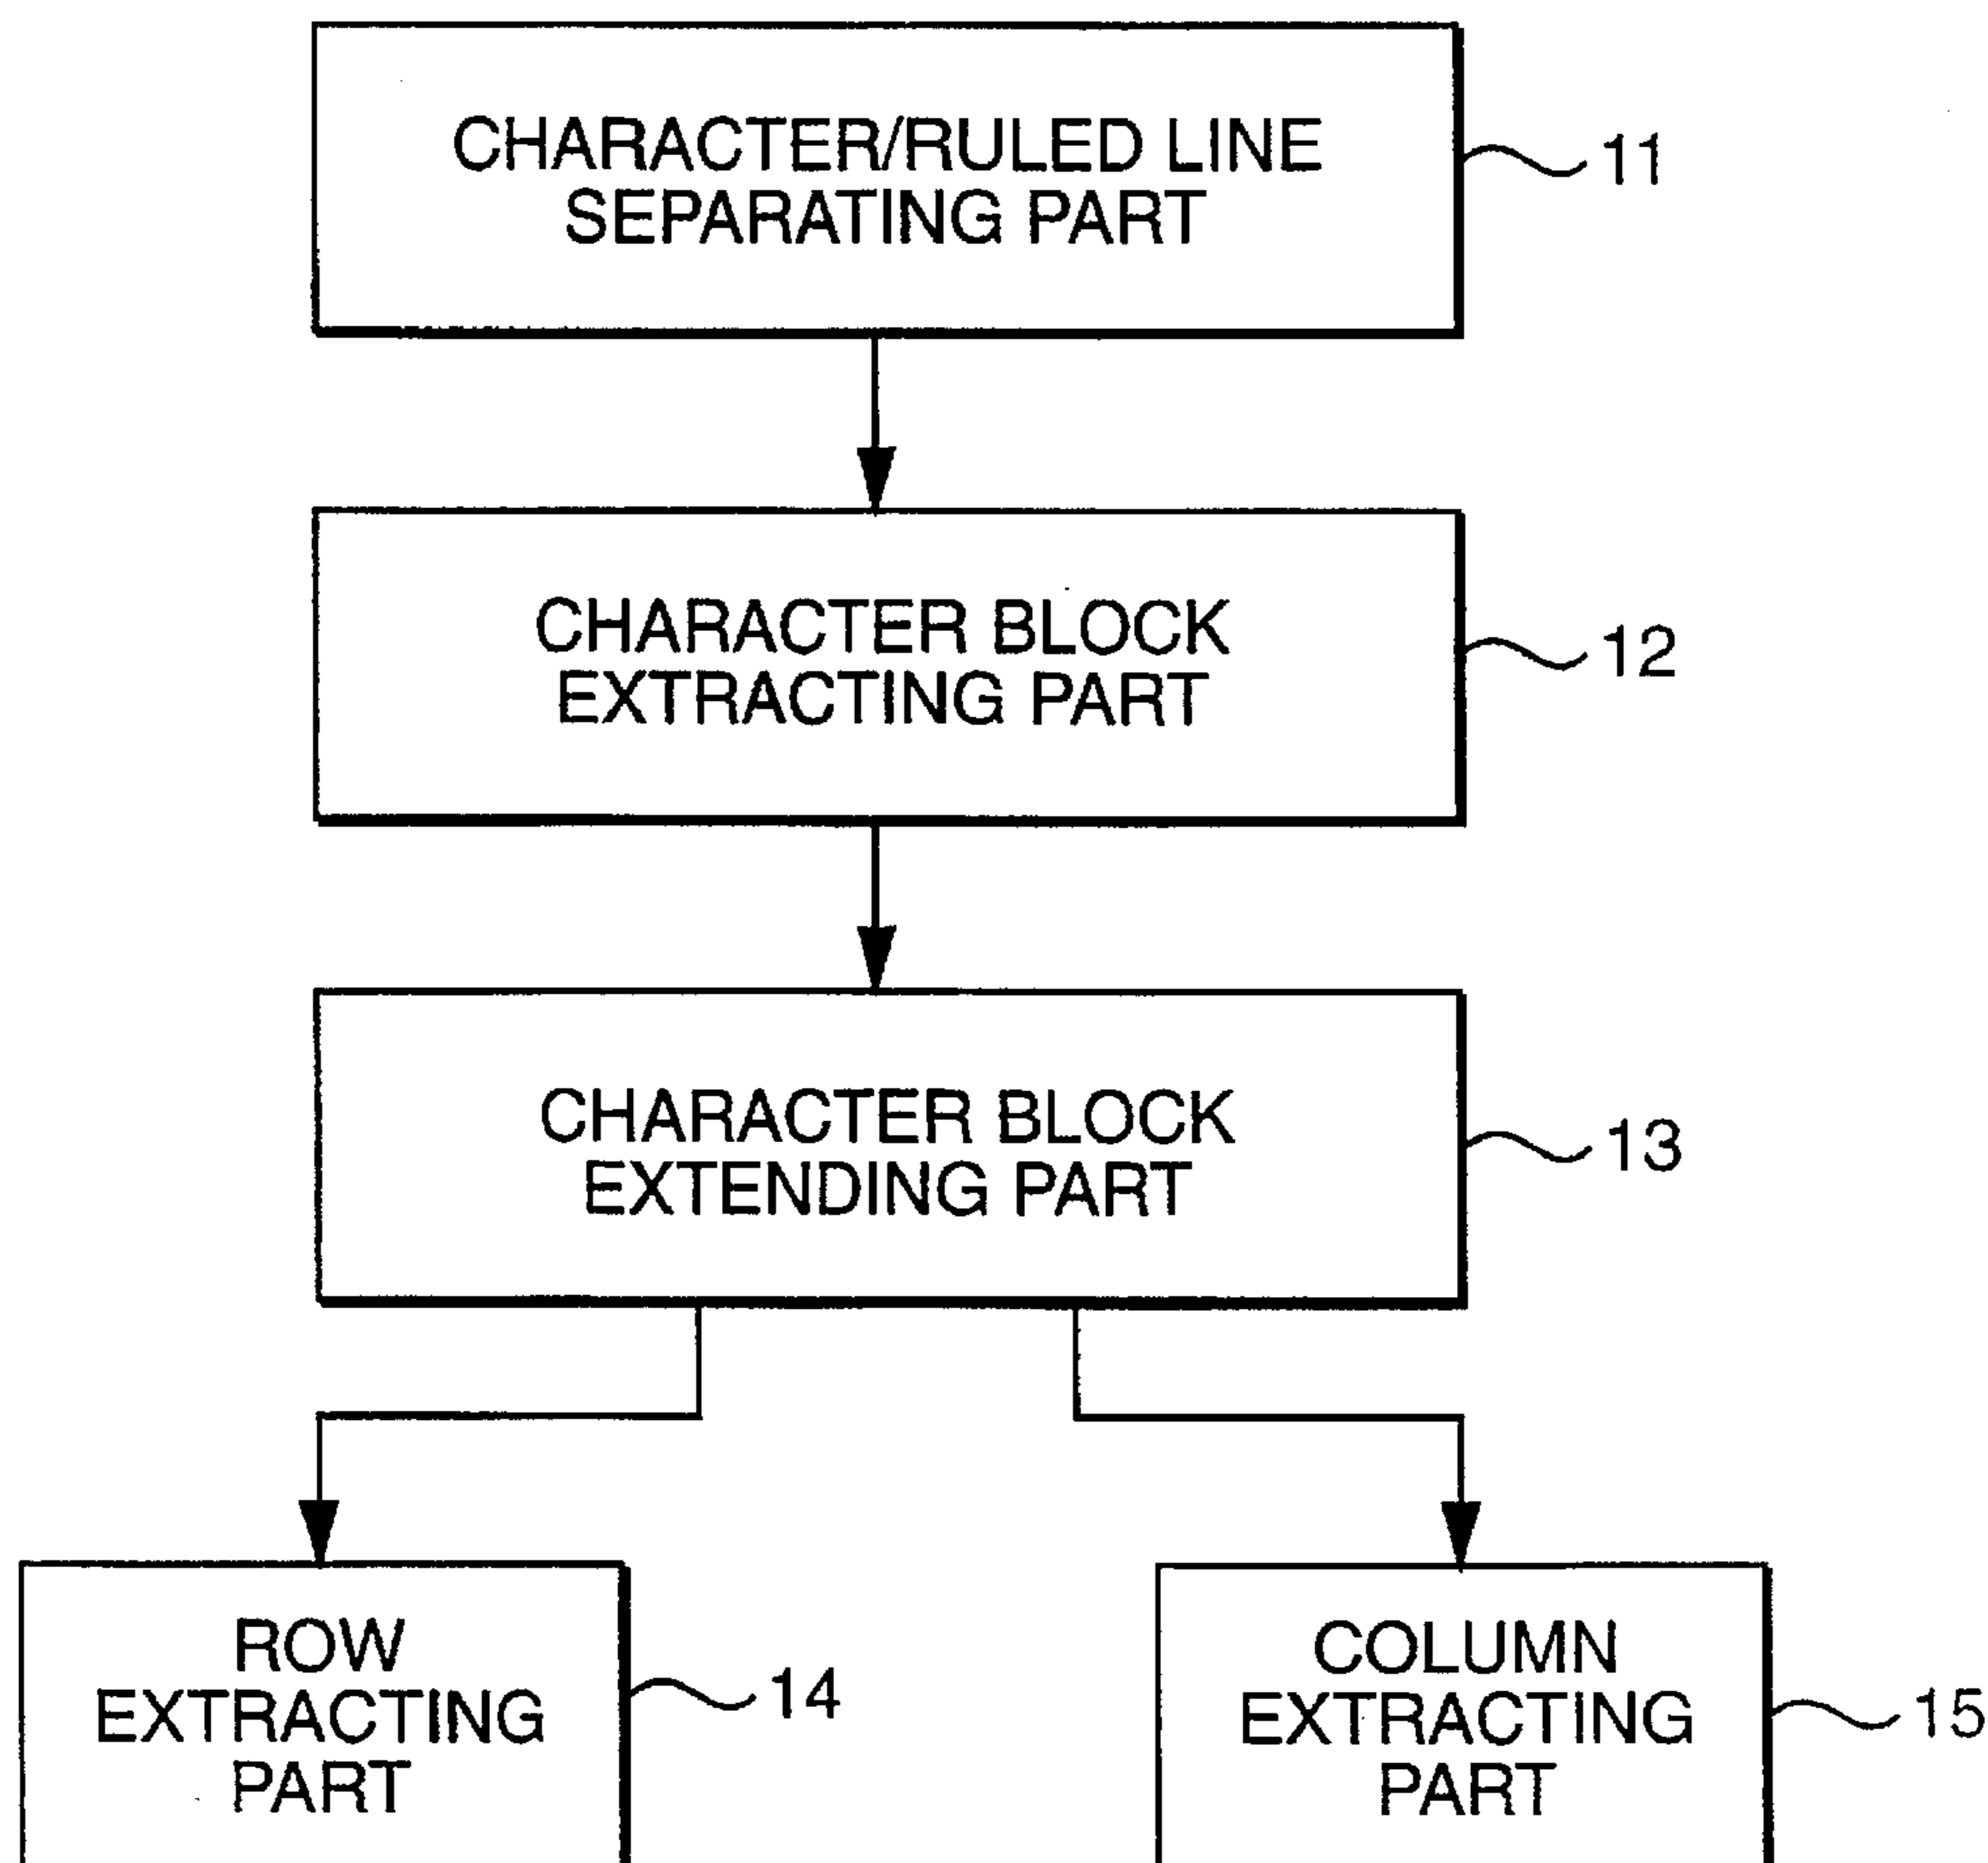 CHARACTER/RULED LINE
SEPARATING PART
11
CHARACTER BLOCK
EXTRACTING PART
12
CHARACTER BLOCK
EXTENDING PART
13
ROW
EXTRACTING
PART
14
COLUMN
EXTRACTING
PART
15